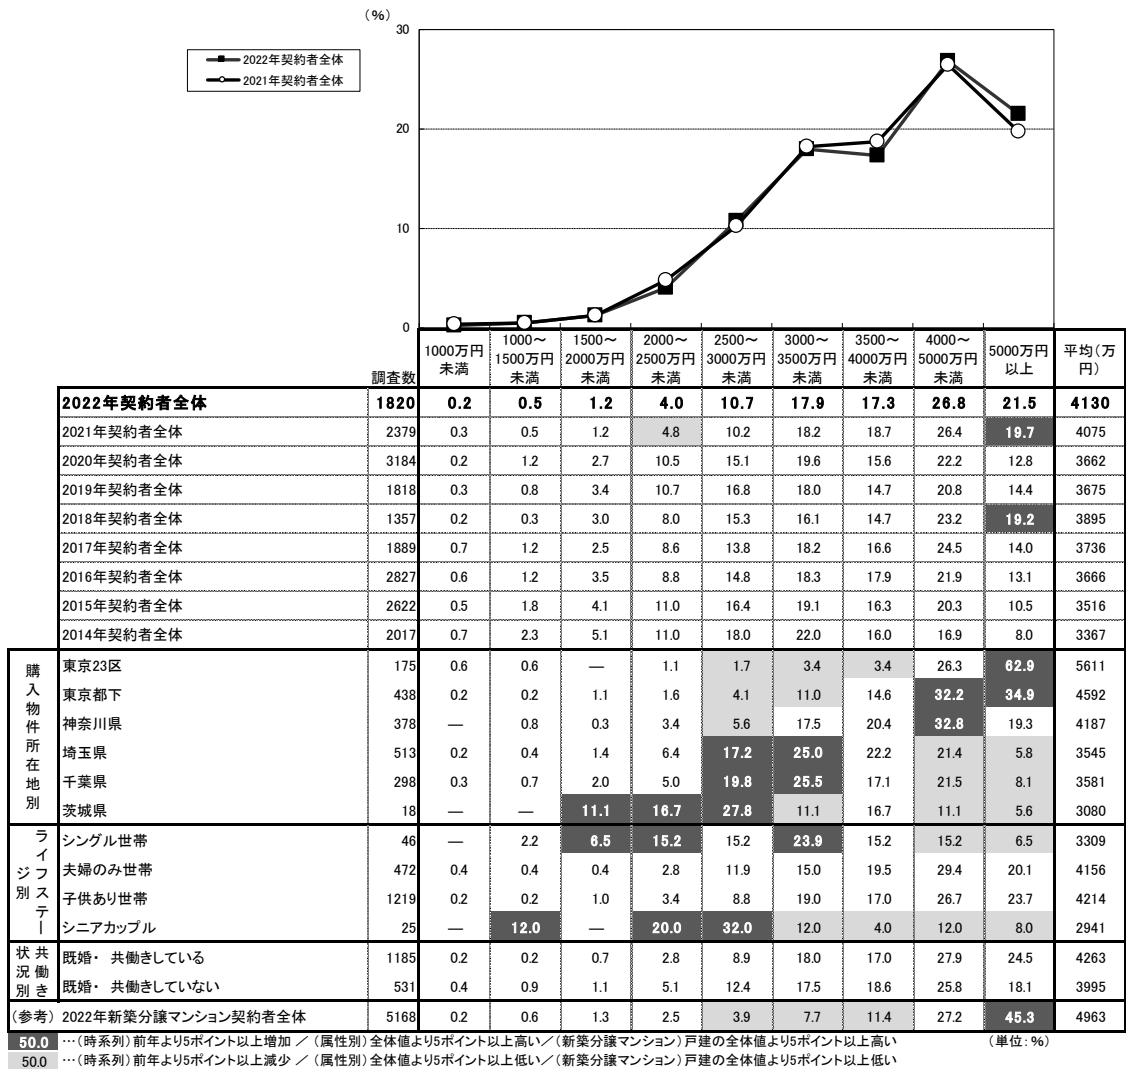 （％）
30
2022年契約者全体
2021年契約者全体
20
10
0
調査数 1000万円未満 1000～1500万円未満 1500～2000万円未満 2000～2500万円未満 2500～3000万円未満 3000～3500万円未満 3500～4000万円未満 4000～5000万円未満 5000万円以上 平均（万円）
2022年契約者全体 1820 0.2 0.5 1.2 4.0 10.7 17.9 17.3 26.8 21.5 4130
2021年契約者全体 2379 0.3 0.5 1.2 4.8 10.2 18.2 18.7 26.4 19.7 4075
2020年契約者全体 3184 0.2 1.2 2.7 10.5 15.1 19.6 15.6 22.2 12.8 3662
2019年契約者全体 1818 0.3 0.8 3.4 10.7 16.8 18.0 14.7 20.8 14.4 3675
2018年契約者全体 1357 0.2 0.3 3.0 8.0 15.3 16.1 14.7 23.2 19.2 3895
2017年契約者全体 1889 0.7 1.2 2.5 8.6 13.8 18.2 16.6 24.5 14.0 3736
2016年契約者全体 2827 0.6 1.2 3.5 8.8 14.8 18.3 17.9 21.9 13.1 3666
2015年契約者全体 2622 0.5 1.8 4.1 11.0 16.4 19.1 16.3 20.3 10.5 3516
2014年契約者全体 2017 0.7 2.3 5.1 11.0 18.0 22.0 16.0 16.9 8.0 3367
購入物件所在地別
東京23区 175 0.6 0.6 ― 1.1 1.7 3.4 3.4 26.3 62.9 5611
東京都下 438 0.2 0.2 1.1 1.6 4.1 11.0 14.6 32.2 34.9 4592
神奈川県 378 ― 0.8 0.3 3.4 5.6 17.5 20.4 32.8 19.3 4187
埼玉県 513 0.2 0.4 1.4 6.4 17.2 25.0 22.2 21.4 5.8 3545
千葉県 298 0.3 0.7 2.0 5.0 19.8 25.5 17.1 21.5 8.1 3581
茨城県 18 ― ― 11.1 16.7 27.8 11.1 16.7 11.1 5.6 3080
ライフステージ別
シングル世帯 46 ― 2.2 6.5 15.2 15.2 23.9 15.2 15.2 6.5 3309
夫婦のみ世帯 472 0.4 0.4 0.4 2.8 11.9 15.0 19.5 29.4 20.1 4156
子供あり世帯 1219 0.2 0.2 1.0 3.4 8.8 19.0 17.0 26.7 23.7 4214
シニアカップル 25 ― 12.0 ― 20.0 32.0 12.0 4.0 12.0 8.0 2941
共働き状況別
既婚・ 共働きしている 1185 0.2 0.2 0.7 2.8 8.9 18.0 17.0 27.9 24.5 4263
既婚・ 共働きしていない 531 0.4 0.9 1.1 5.1 12.4 17.5 18.6 25.8 18.1 3995
（参考） 2022年新築分譲マンション契約者全体 5168 0.2 0.6 1.3 2.5 3.9 7.7 11.4 27.2 45.3 4963
50.0 …（時系列）前年より5ポイント以上増加 ／ （属性別）全体値より5ポイント以上高い／（新築分譲マンション）戸建の全体値より5ポイント以上高い （単位：％）
50.0 …（時系列）前年より5ポイント以上減少 ／ （属性別）全体値より5ポイント以上低い／（新築分譲マンション）戸建の全体値より5ポイント以上低い